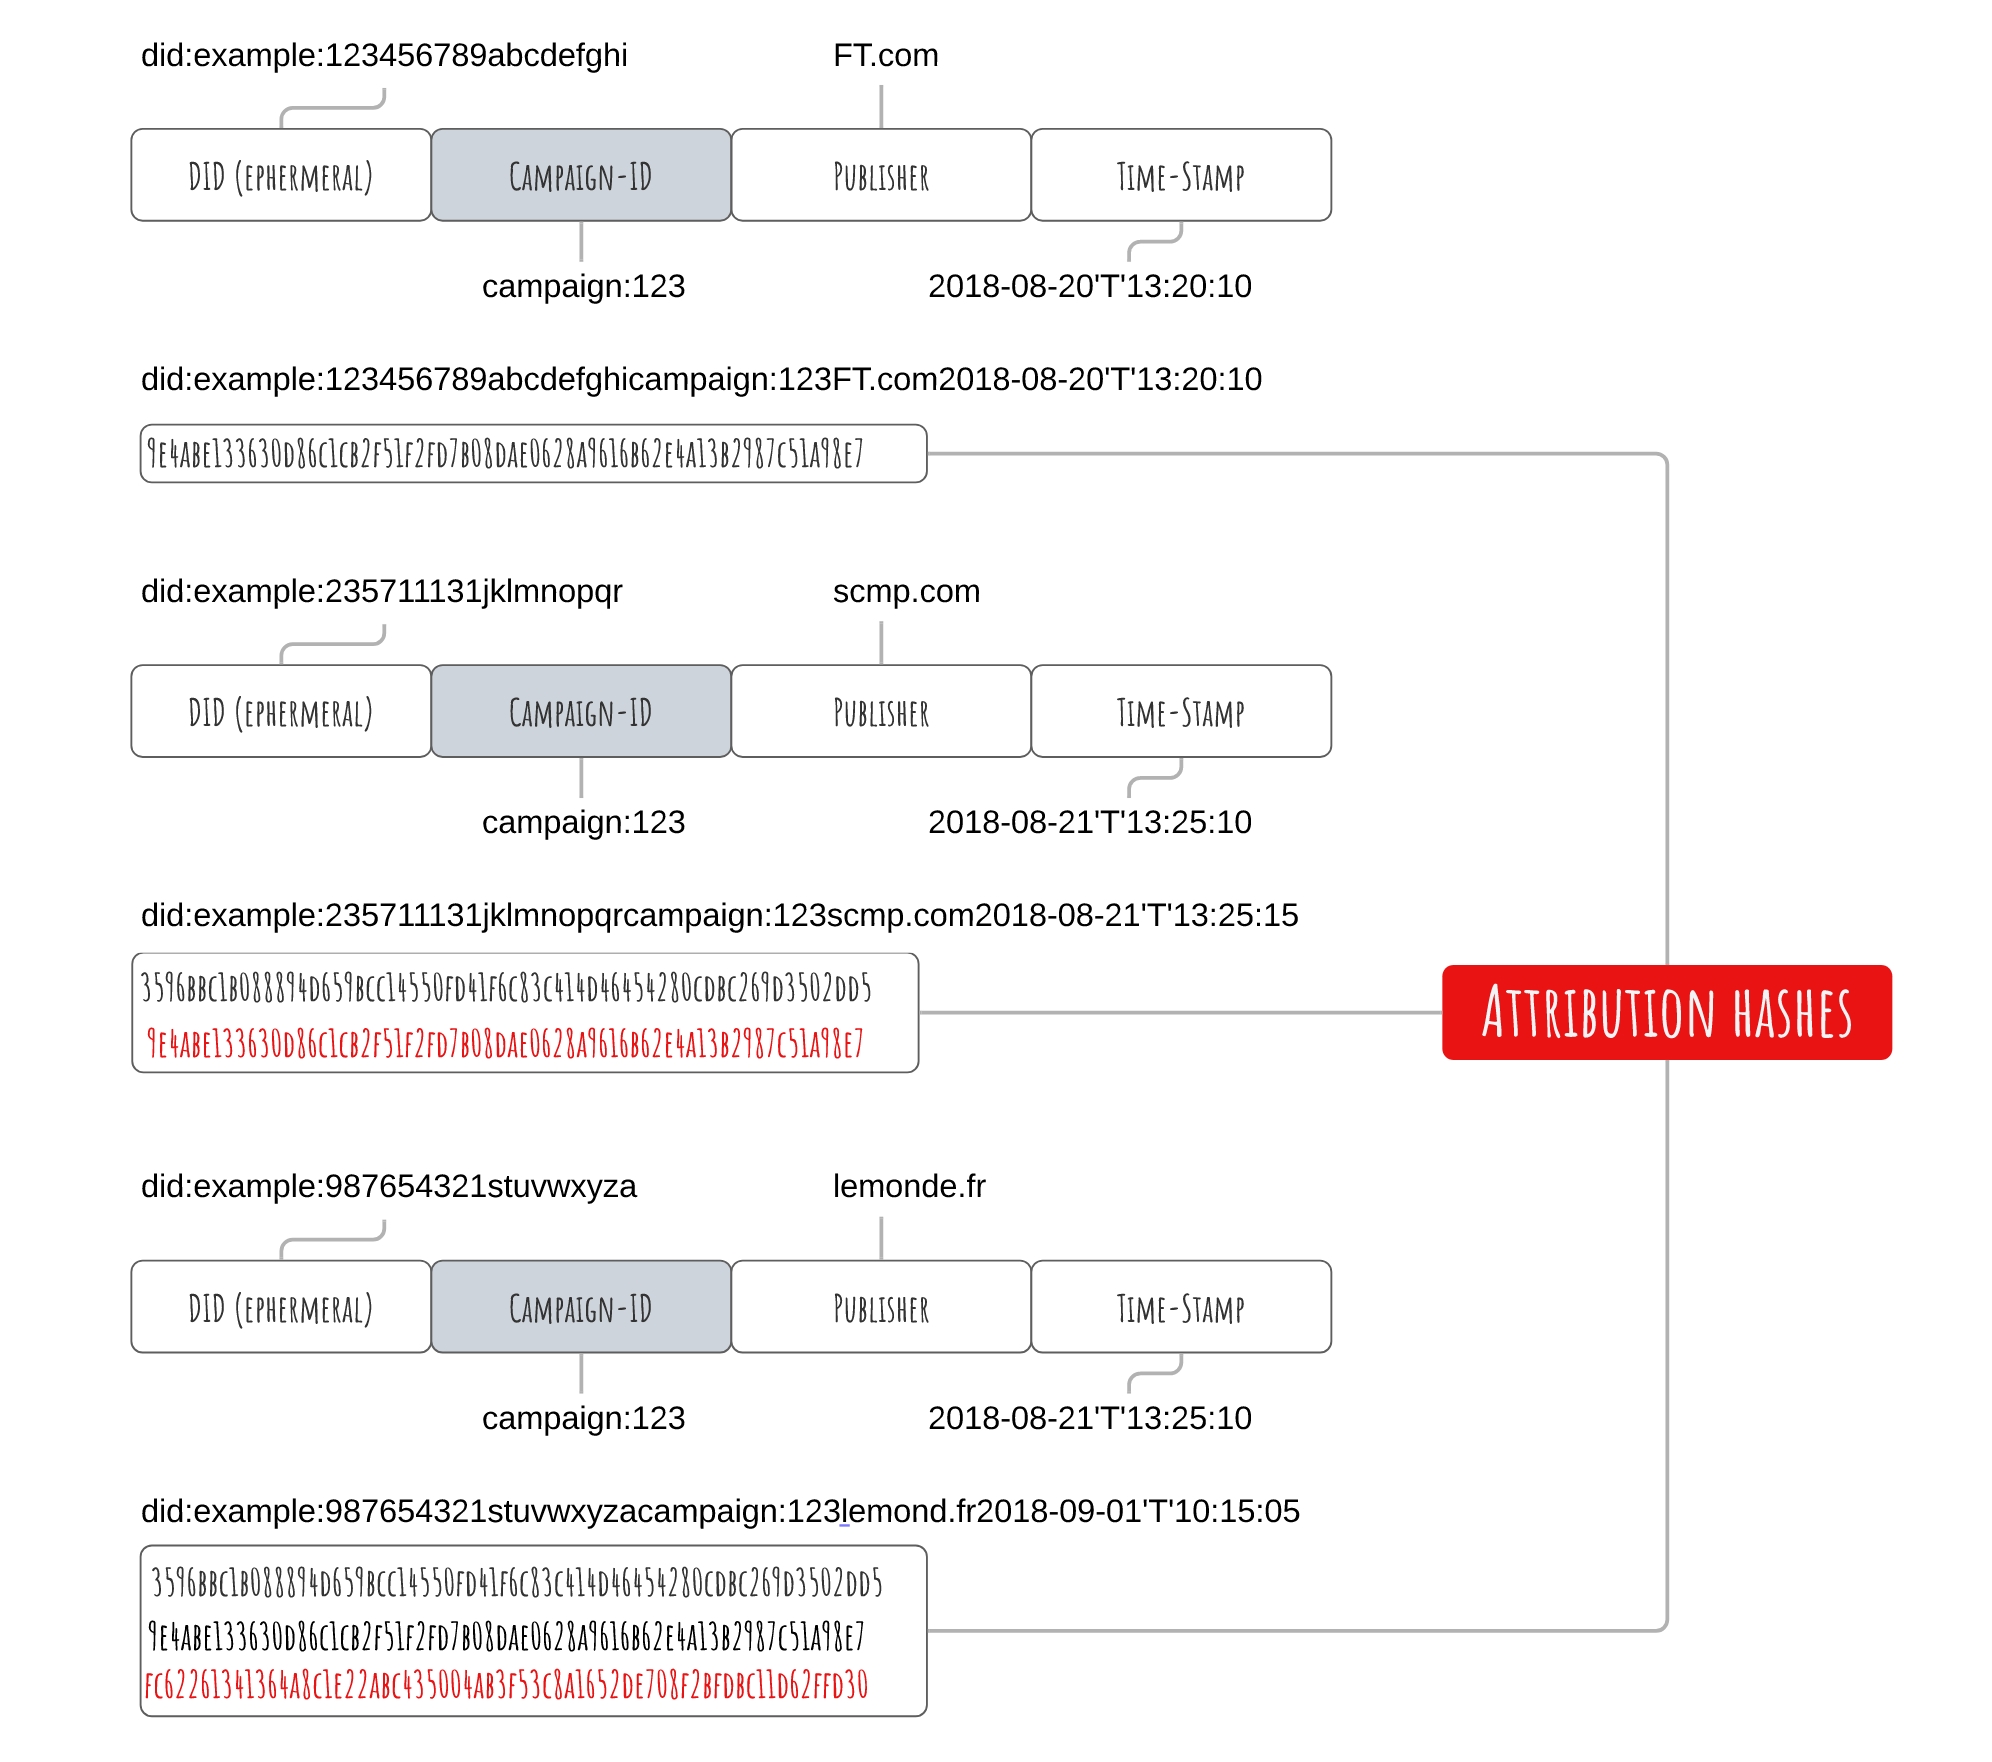 did:example:123456789abcdefghi FT.com
DID (ephermeral) Campaign-ID Publisher Time-Stamp
campaign:123 2018-08-20'T'13:20:10
did:example:123456789abcdefghicampaign:123FT.com2018-08-20'T'13:20:10
9e4abe133630d86c1cb2f51f2fd7b08dae0628a9616b62e4a13b2987c51a98e7
did:example:235711131jklmnopqr scmp.com
DID (ephermeral) Campaign-ID Publisher Time-Stamp
campaign:123 2018-08-21'T'13:25:10
did:example:235711131jklmnopqrcampaign:123scmp.com2018-08-21'T'13:25:15
3596bbc1b088894d659bcc14550fd41f6c83c414d46454280cdbc269d3502dd5
Attribution hashes
9e4abe133630d86c1cb2f51f2fd7b08dae0628a9616b62e4a13b2987c51a98e7
did:example:987654321stuvwxyza lemonde.fr
DID (ephermeral) Campaign-ID Publisher Time-Stamp
campaign:123 2018-08-21'T'13:25:10
did:example:987654321stuvwxyzacampaign:123lemond.fr2018-09-01'T'10:15:05
3596bbc1b088894d659bcc14550fd41f6c83c414d46454280cdbc269d3502dd5
9e4abe133630d86c1cb2f51f2fd7b08dae0628a9616b62e4a13b2987c51a98e7
fc62261341364a8c1e22abc435004ab3f53c8a1652de708f2bfdbc11d62ffd30